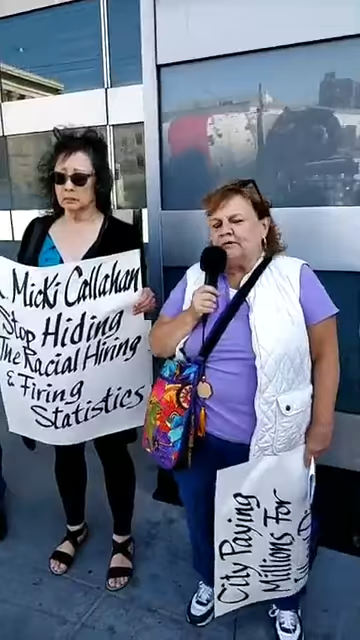 Micki Callahan
Stop Hiding
The Racial Hiring
& Firing
Statistics
City Paying
Millions For